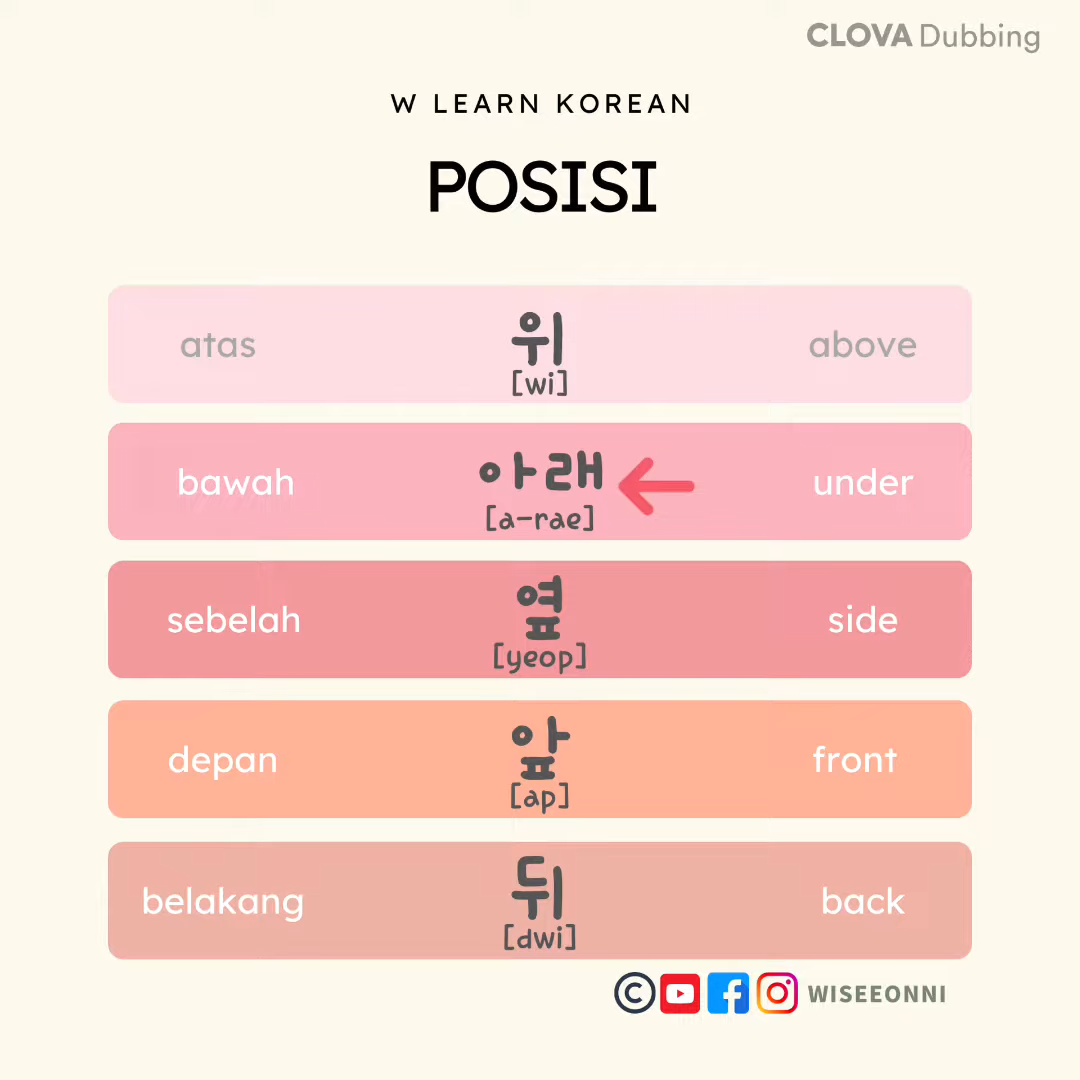 CLOVA Dubbing
W LEARN KOREAN
POSISI
atas 위 above
[wi]
bawah 아래 under
[a-rae]
sebelah 옆 side
[yeop]
depan 앞 front
[ap]
belakang 뒤 back
[dwi]
© WISEEONNI